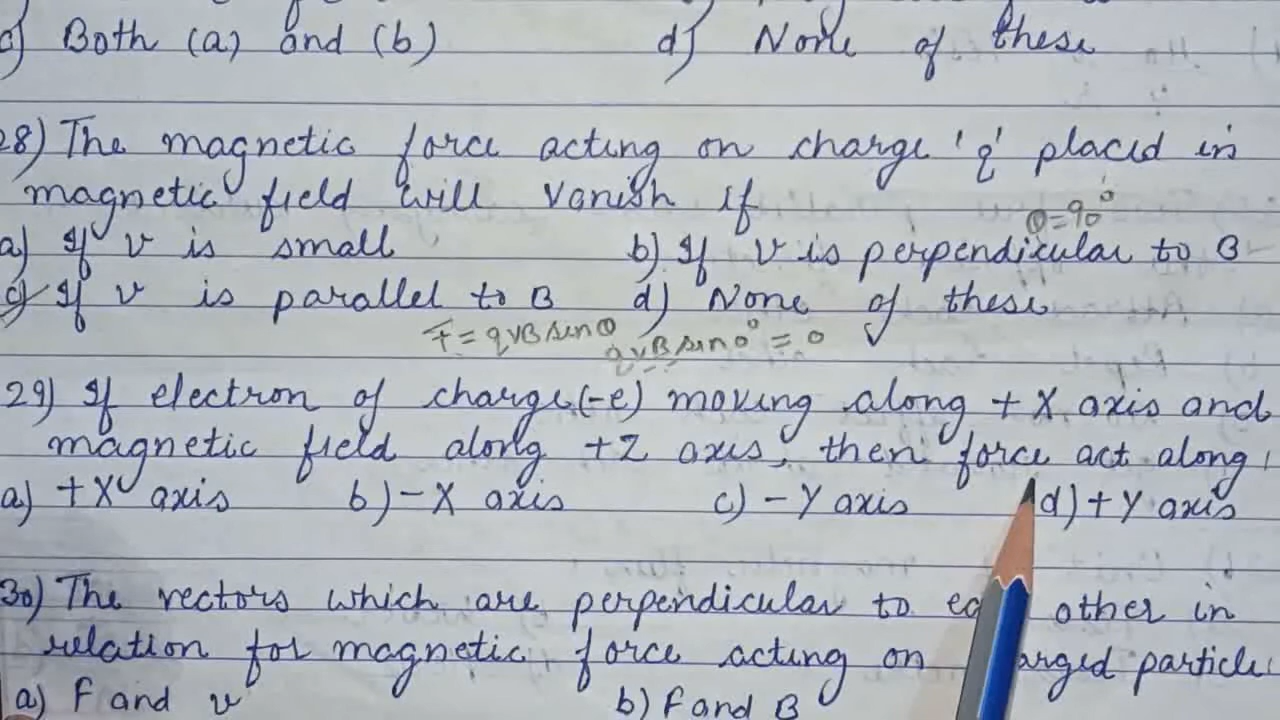 c) Both (a) and (b) d) None of these
28) The magnetic force acting on charge 'q' placed in
magnetic field will vanish if
θ=90°
a) If v is small b) If v is perpendicular to B
c) If v is parallel to B d) None of these
F = qvB sin θ qvB sin 0° = 0
29) If electron of charge (-e) moving along + X axis and
magnetic field along +Z axis, then force act along
a) +X axis b) -X axis c) -Y axis d) +Y axis
30) The vectors which are perpendicular to other in
relation for magnetic force acting on particle
a) F and v b) F and B